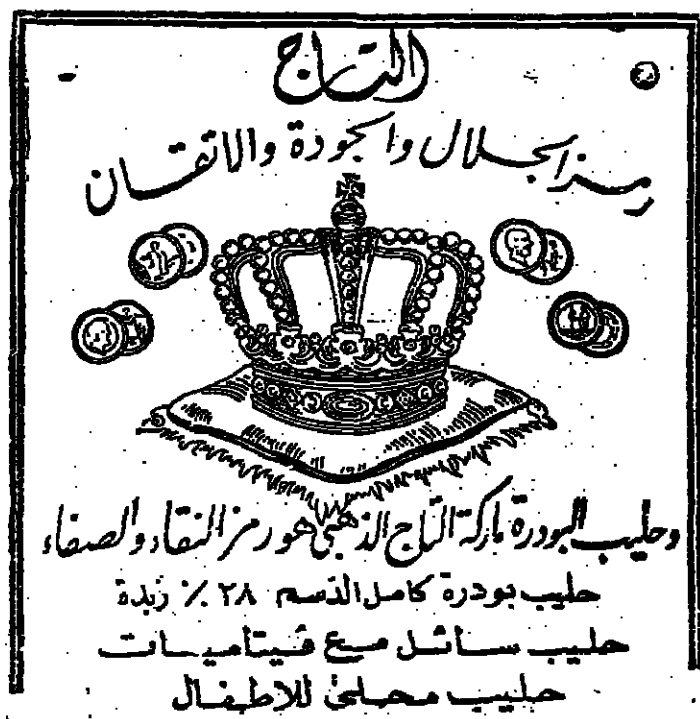 التاج
رمز الجلال والجودة والاتقان
وحليب البودرة ماركة التاج الذهبي هو رمز النقاء والصفاء
حليب بودرة كامل الدسم ٢٨ ٪ زبدة
حليب سائل مع فيتاميات
حليب محلى للاطفال